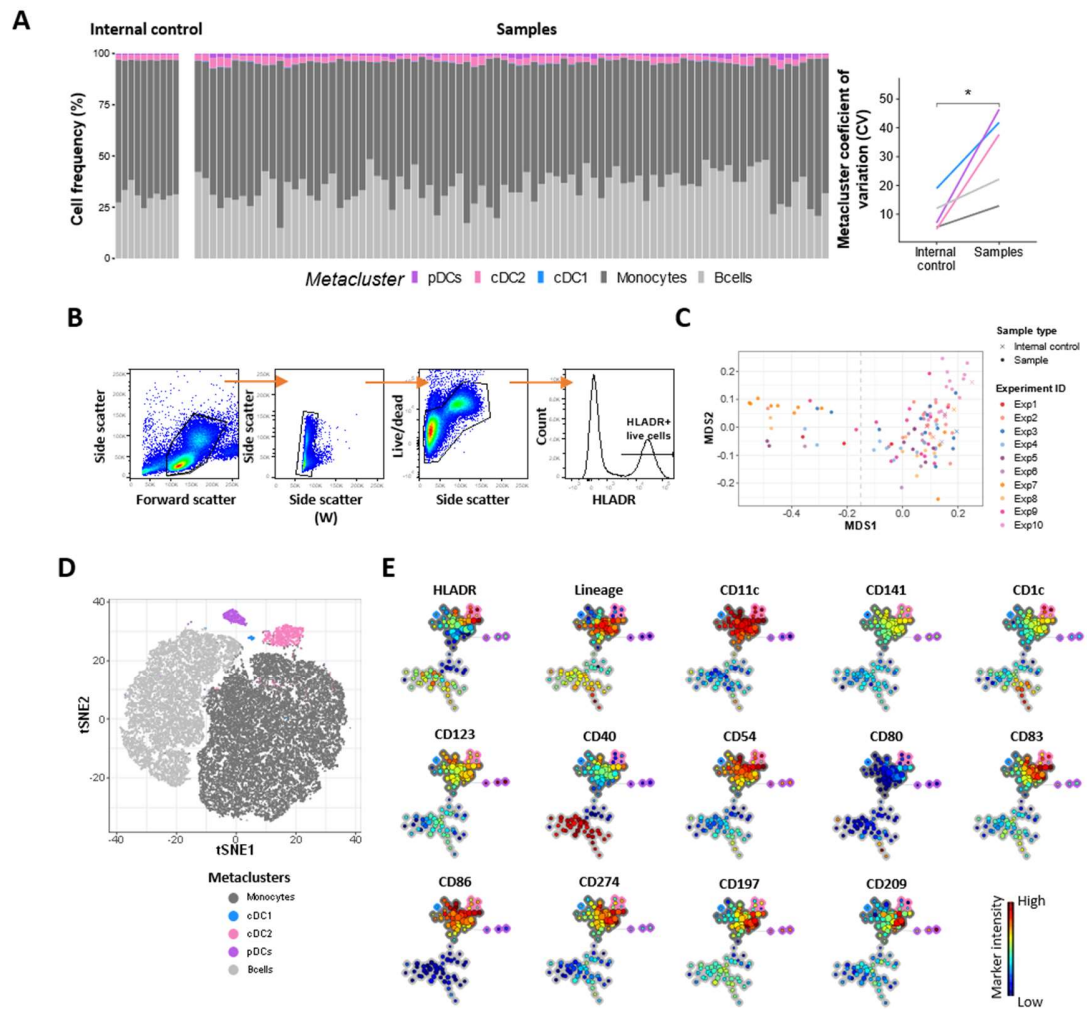 A
Internal control
Samples
Cell frequency (%)
100
75
50
25
0
Metacluster
pDCs
cDC2
cDC1
Monocytes
Bcells
Metacluster coeficient of
variation (CV)
50
40
30
20
10
*
Internal
control
Samples
B
Side scatter
Forward scatter
Side scatter
Side scatter
(W)
Live/dead
Side scatter
Count
HLADR+
live cells
HLADR
C
MDS2
0.2
0.1
0.0
-0.1
-0.2
-0.4
-0.2
0.0
0.2
MDS1
Sample type
Internal control
Sample
Experiment ID
Exp1
Exp2
Exp3
Exp4
Exp5
Exp6
Exp7
Exp8
Exp9
Exp10
D
tSNE2
40
20
0
-20
-40
-20
0
20
40
tSNE1
Metaclusters
Monocytes
cDC1
cDC2
pDCs
Bcells
E
HLADR
Lineage
CD11c
CD141
CD1c
CD123
CD40
CD54
CD80
CD83
CD86
CD274
CD197
CD209
Marker intensity
High
Low